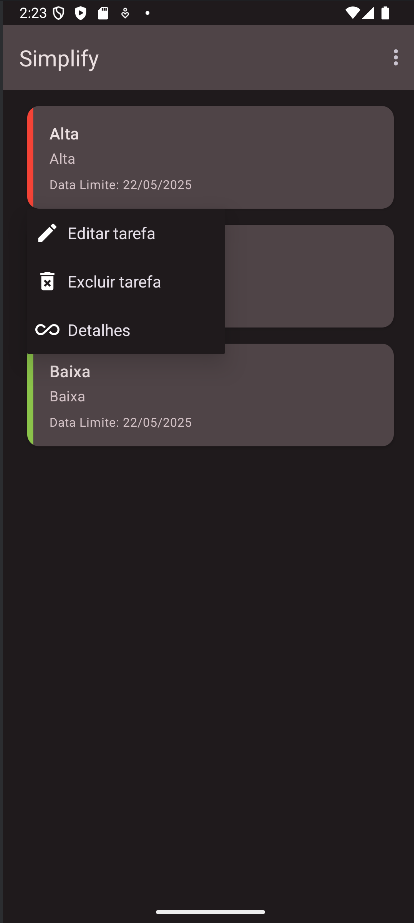 2:23
Simplify
Alta
Alta
Data Limite: 22/05/2025
Editar tarefa
Excluir tarefa
Detalhes
Baixa
Baixa
Data Limite: 22/05/2025